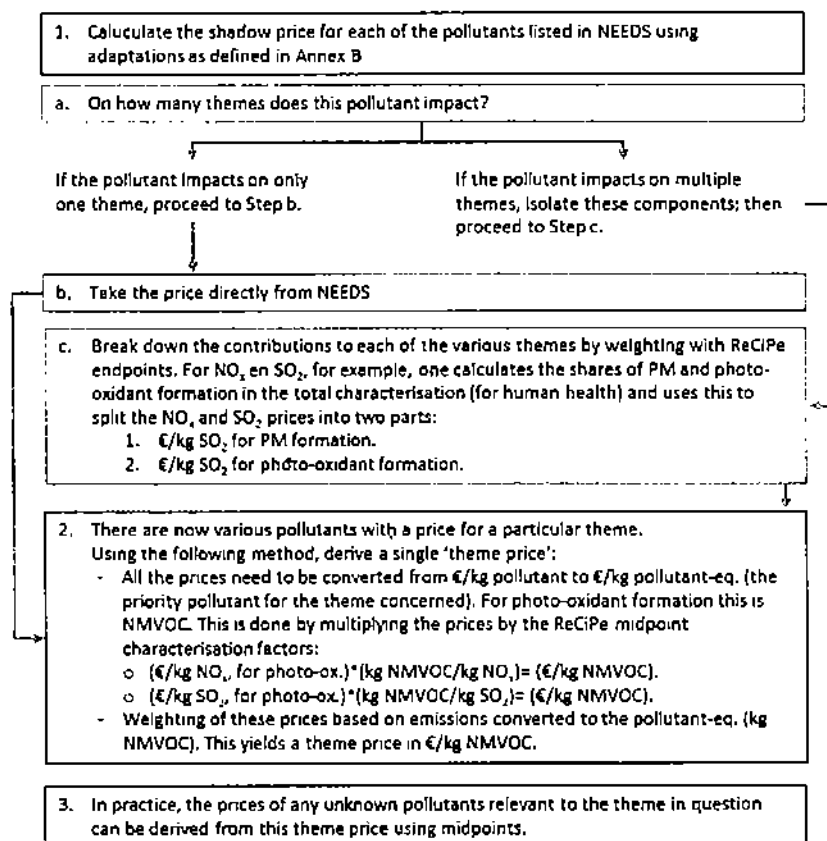 1. Caluculate the shadow price for each of the pollutants listed in NEEDS using
adaptations as defined in Annex B
a. On how many themes does this pollutant impact?
If the pollutant impacts on only
one theme, proceed to Step b.
If the pollutant impacts on multiple
themes, isolate these components; then
proceed to Step c.
b. Take the price directly from NEEDS
c. Break down the contributions to each of the various themes by weighting with ReCiPe
endpoints. For NOₓ en SO₂, for example, one calculates the shares of PM and photo-
oxidant formation in the total characterisation (for human health) and uses this to
split the NOₓ and SO₂ prices into two parts:
1. €/kg SO₂ for PM formation.
2. €/kg SO₂ for photo-oxidant formation.
2. There are now various pollutants with a price for a particular theme.
Using the following method, derive a single 'theme price':
- All the prices need to be converted from €/kg pollutant to €/kg pollutant-eq. (the
priority pollutant for the theme concerned). For photo-oxidant formation this is
NMVOC. This is done by multiplying the prices by the ReCiPe midpoint
characterisation factors:
o (€/kg NOₓ, for photo-ox.)*(kg NMVOC/kg NOₓ)= (€/kg NMVOC).
o (€/kg SO₂, for photo-ox.)*(kg NMVOC/kg SO₂)= (€/kg NMVOC).
- Weighting of these prices based on emissions converted to the pollutant-eq. (kg
NMVOC). This yields a theme price in €/kg NMVOC.
3. In practice, the prices of any unknown pollutants relevant to the theme in question
can be derived from this theme price using midpoints.